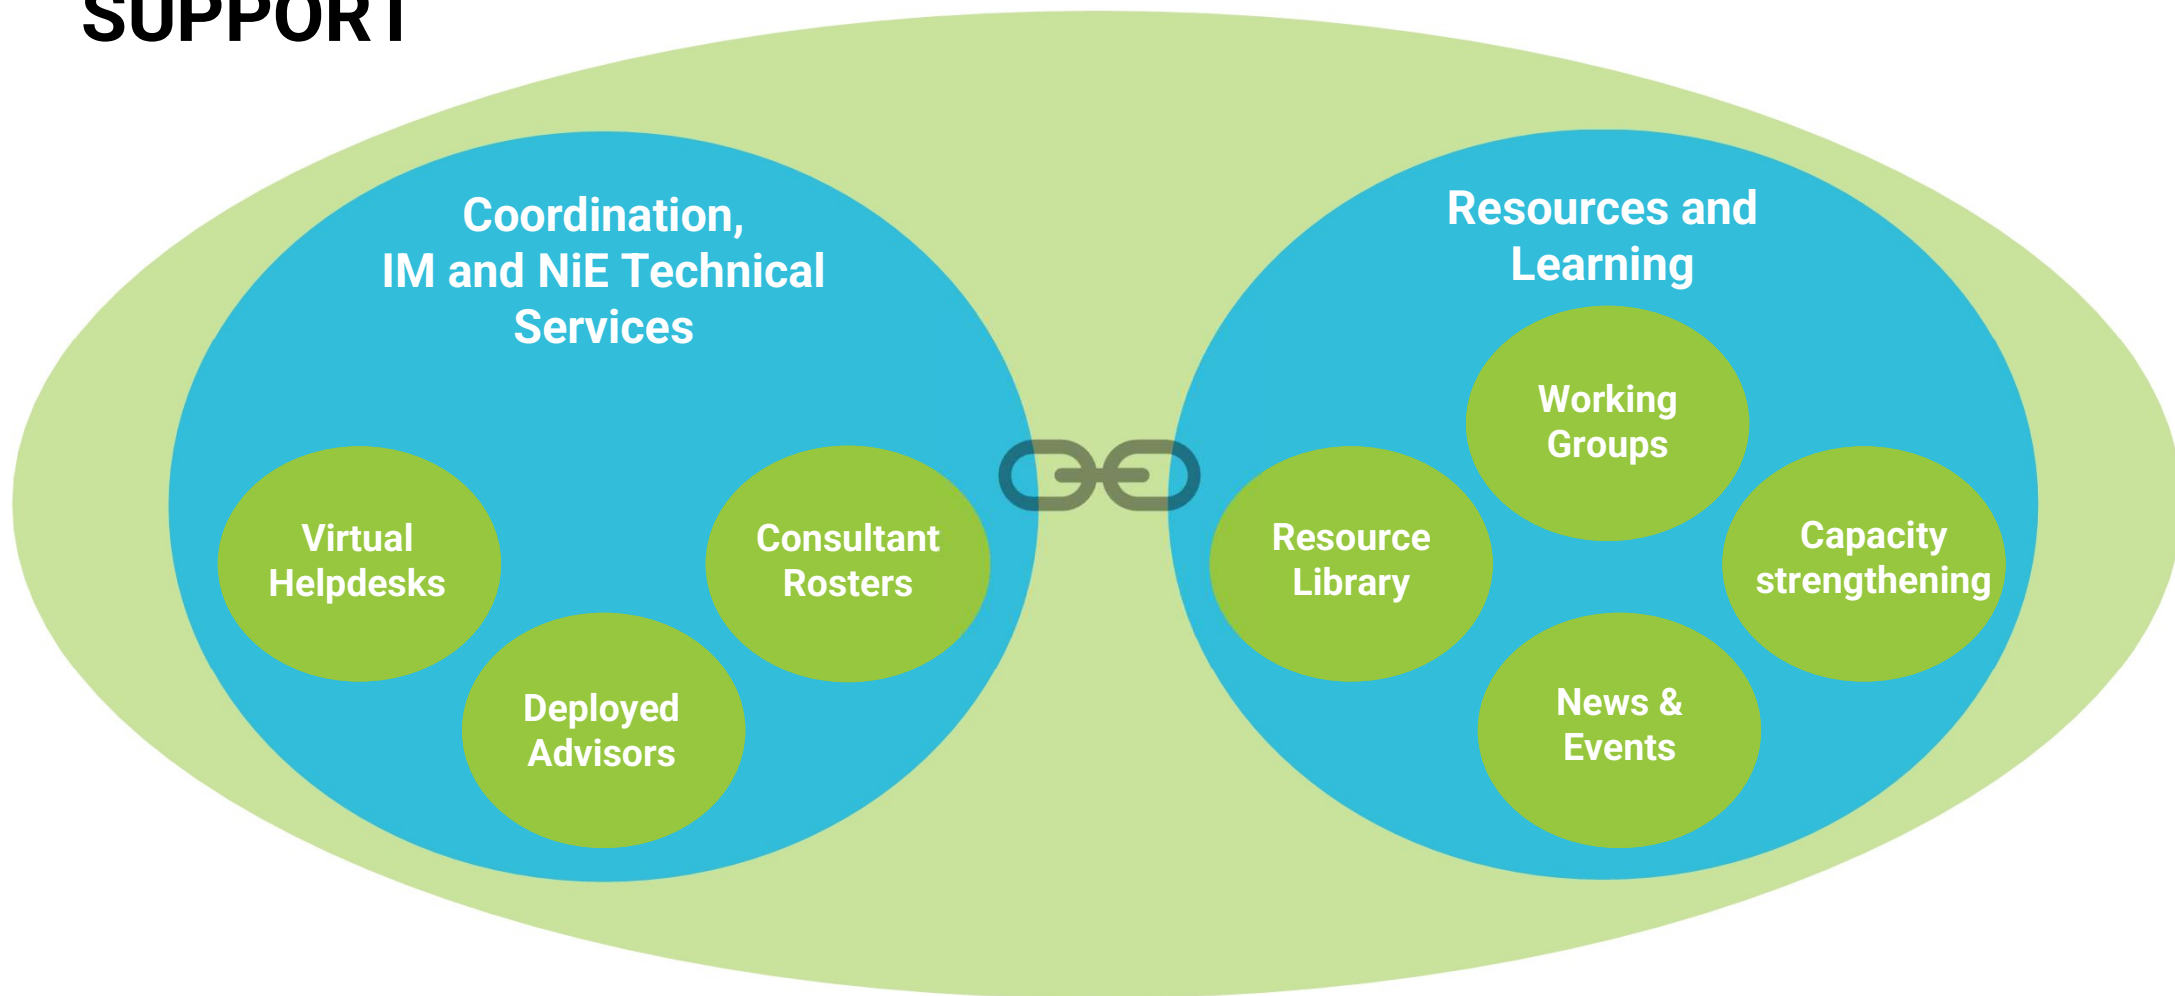 SUPPORT
Coordination,
IM and NiE Technical
Services
Virtual
Helpdesks
Consultant
Rosters
Deployed
Advisors
Resources and
Learning
Working
Groups
Resource
Library
Capacity
strengthening
News &
Events